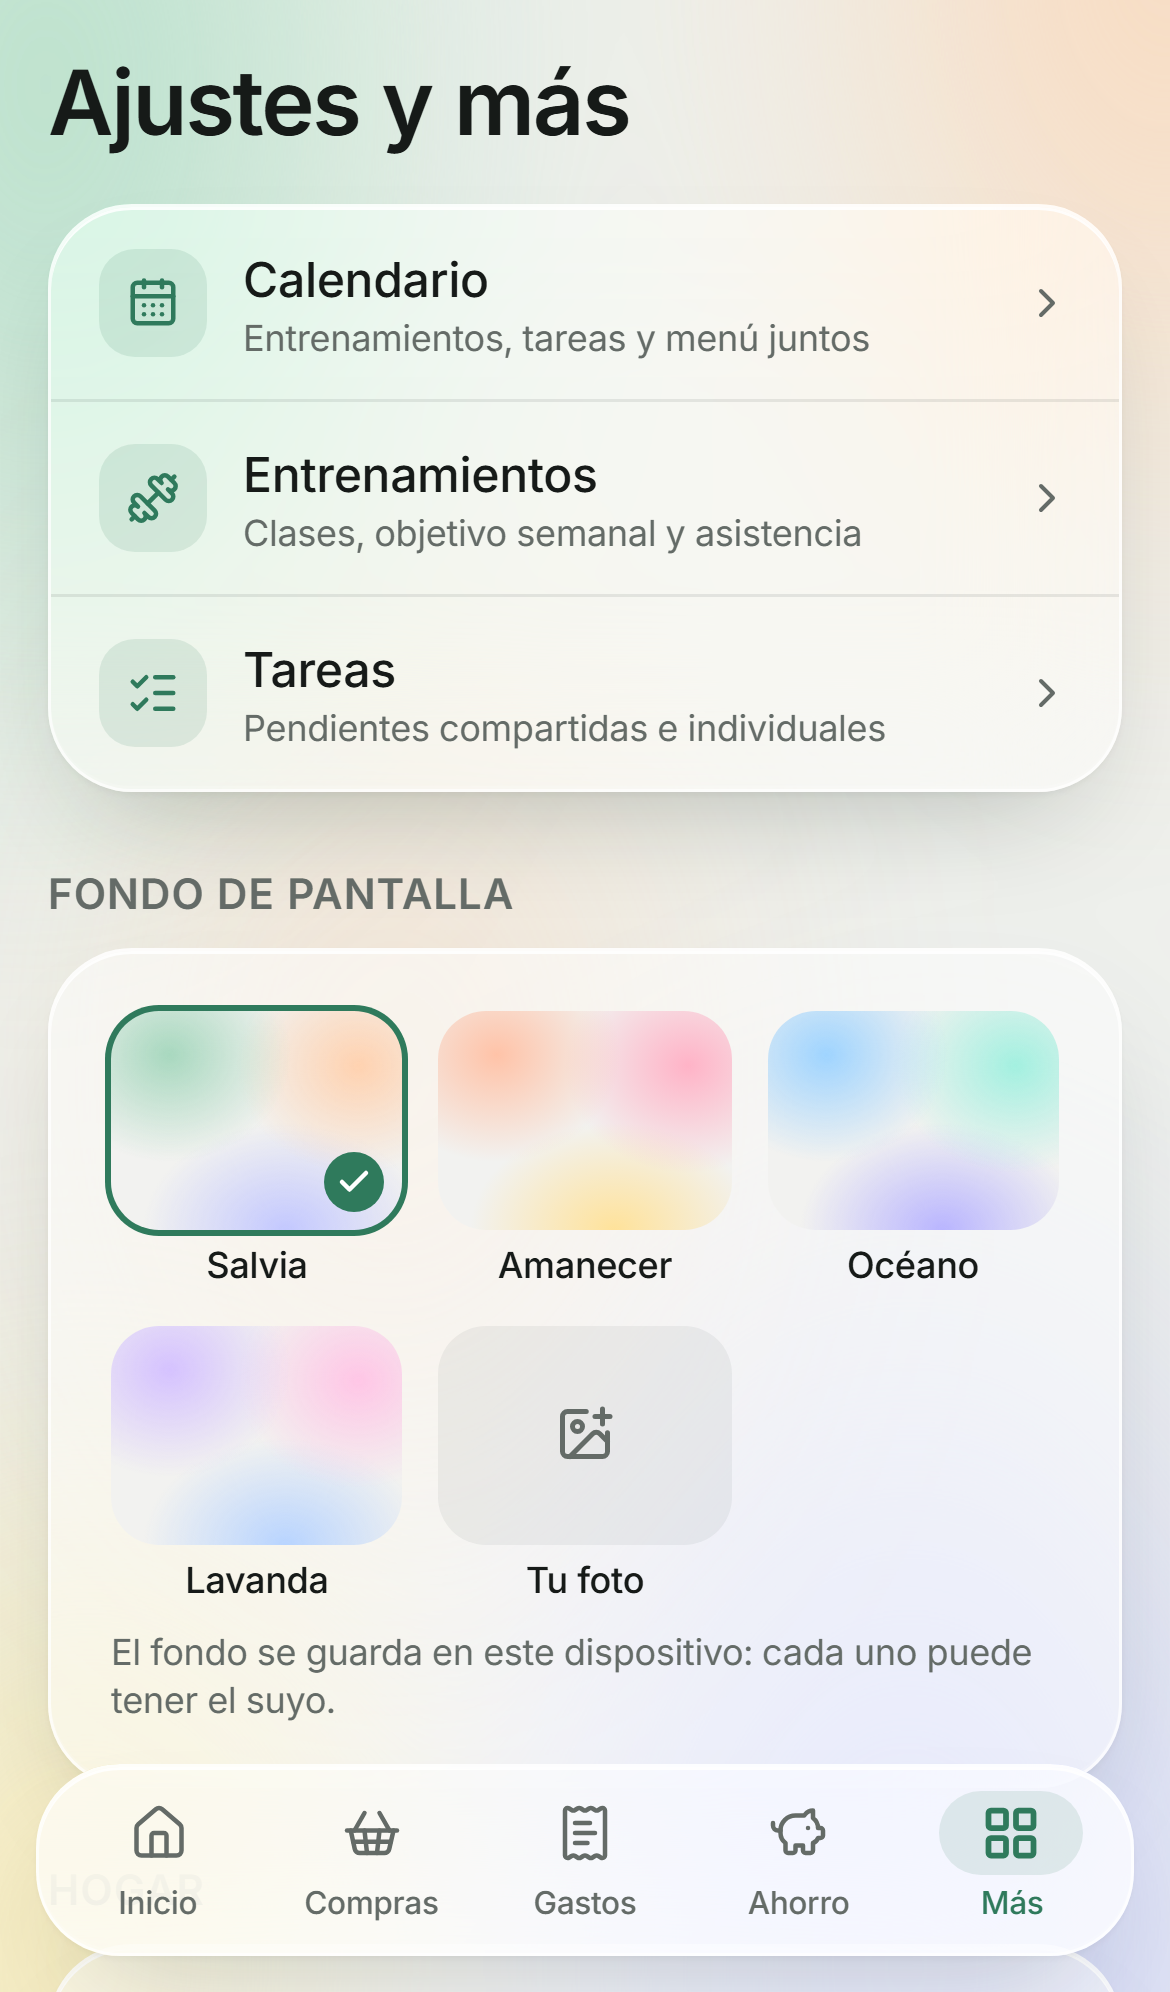 Ajustes y más
Calendario
Entrenamientos, tareas y menú juntos
Entrenamientos
Clases, objetivo semanal y asistencia
Tareas
Pendientes compartidas e individuales
FONDO DE PANTALLA
Salvia
Amanecer
Océano
Lavanda
Tu foto
El fondo se guarda en este dispositivo: cada uno puede
tener el suyo.
HOGAR
Inicio
Compras
Gastos
Ahorro
Más